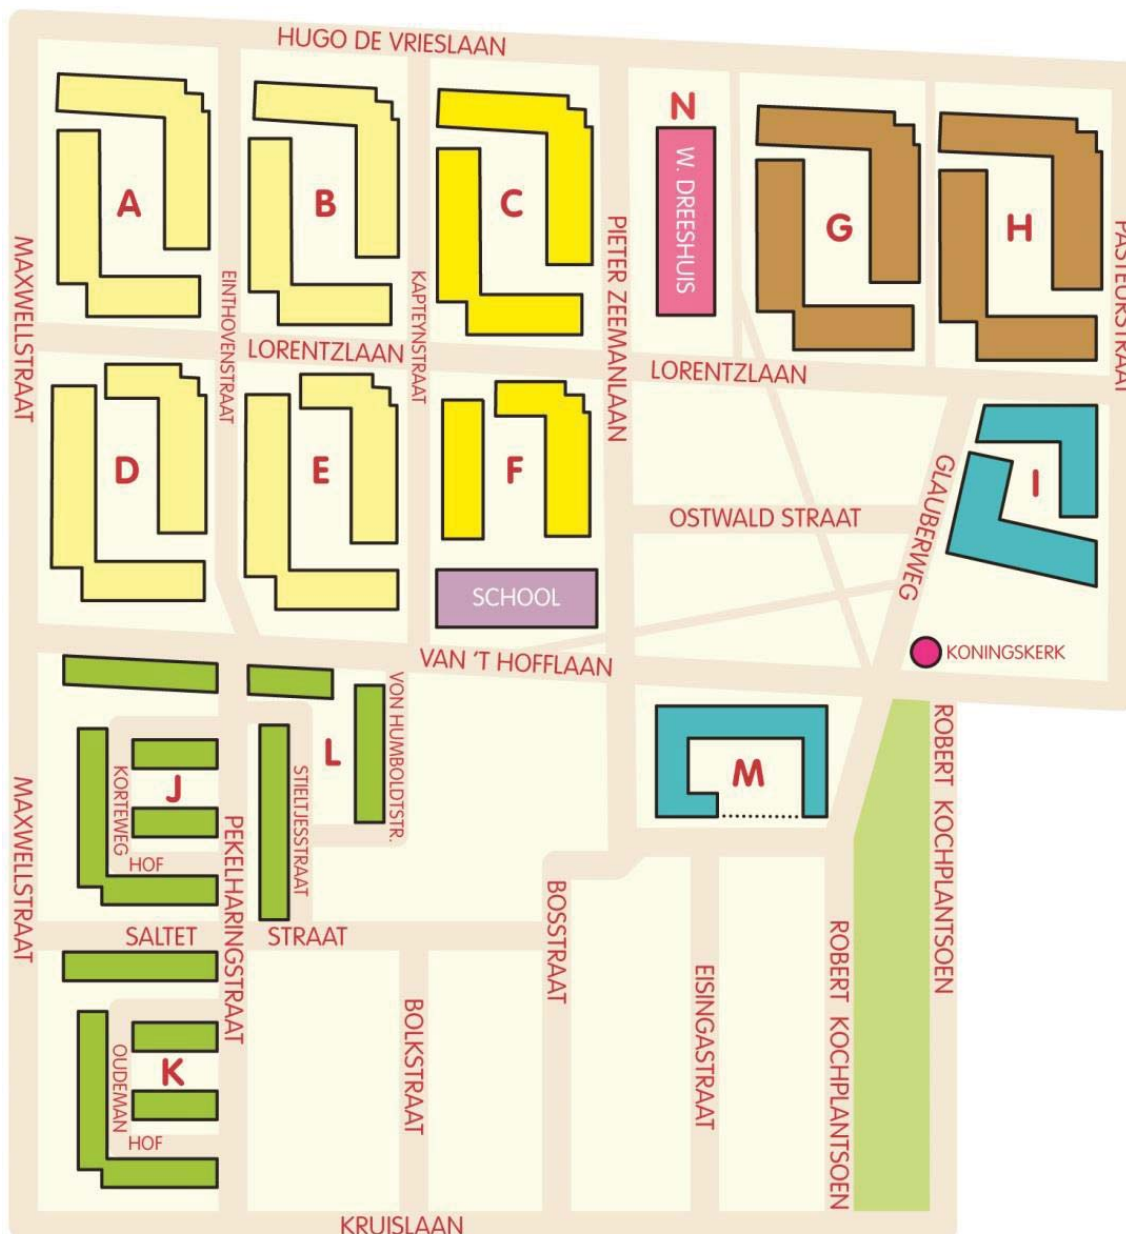 HUGO DE VRIESLAAN
N
W. DREESHUIS
A
B
C
G
H
MAXWELLSTRAAT
EINTHOVENSTRAAT
KAPTEYNSTRAAT
PIETER ZEEMANLAAN
PASTEURSTRAAT
LORENTZLAAN
LORENTZLAAN
D
E
F
I
GLAUBERWEG
OSTWALD STRAAT
SCHOOL
VAN 'T HOFFLAAN
KONINGSKERK
MAXWELLSTRAAT
J
KORTEWEG
HOF
PEKELHARINGSTRAAT
L
STIELTJESSTRAAT
VON HUMBOLDTSTR.
M
ROBERT KOCHPLANTSOEN
SALTET STRAAT
BOSSTRAAT
BOLKSTRAAT
EISINGASTRAAT
ROBERT KOCHPLANTSOEN
K
OUDEMAN
HOF
KRUISLAAN